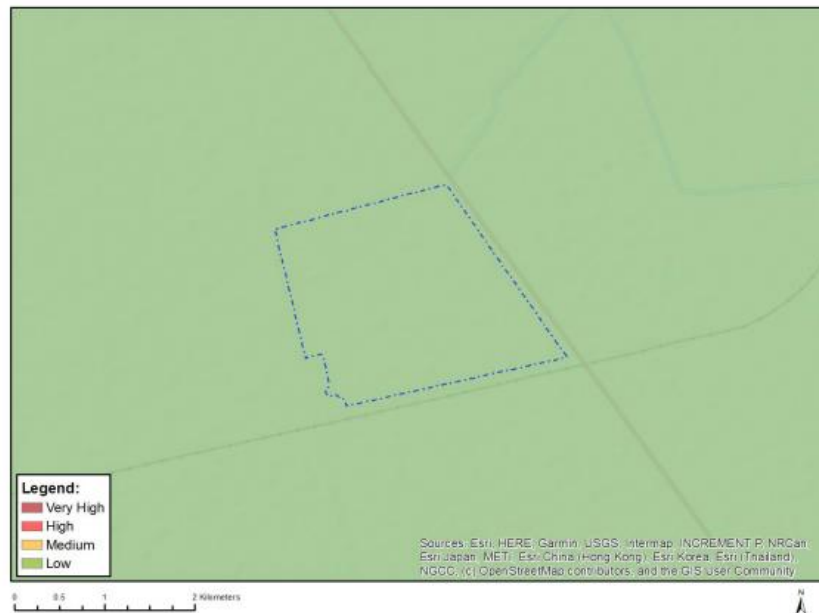 Legend:
Very High
High
Medium
Low
Sources: Esri, HERE, Garmin, USGS, Intermap, INCREMENT P, NRCan,
Esri Japan, METI, Esri China (Hong Kong), Esri Korea, Esri (Thailand),
NGCC, (c) OpenStreetMap contributors, and the GIS User Community
0 0.5 1 2 Kilometers
N